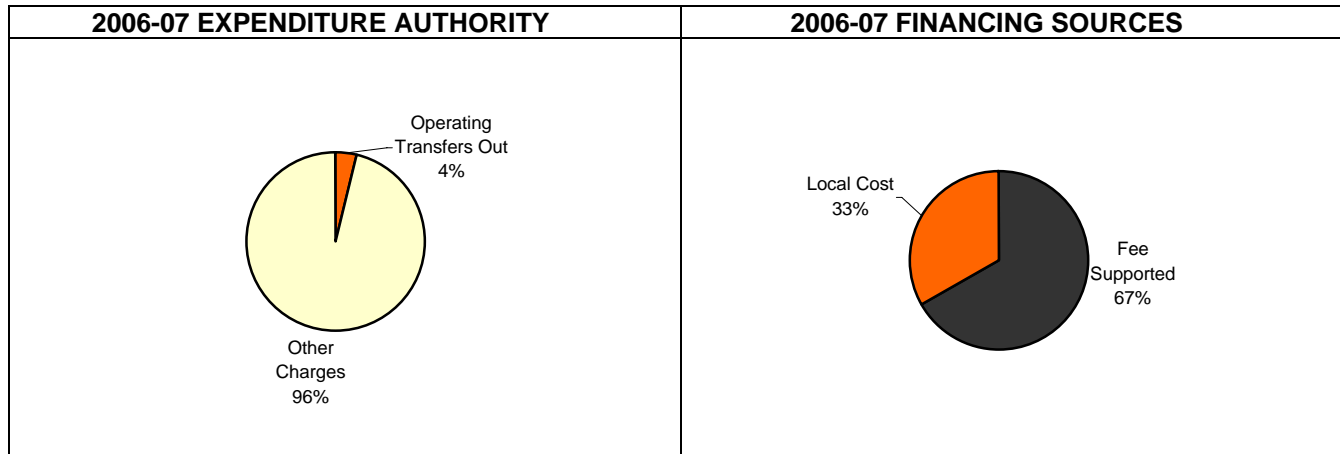 2006-07 EXPENDITURE AUTHORITY
2006-07 FINANCING SOURCES
Operating
Transfers Out
4%
Other
Charges
96%
Local Cost
33%
Fee
Supported
67%